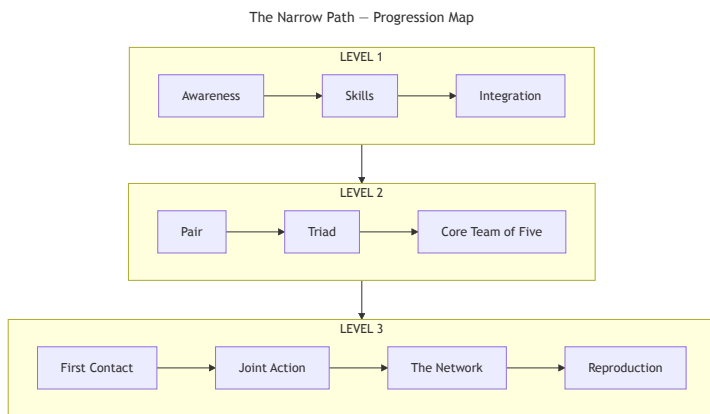 The Narrow Path — Progression Map
LEVEL 1
Awareness
Skills
Integration
LEVEL 2
Pair
Triad
Core Team of Five
LEVEL 3
First Contact
Joint Action
The Network
Reproduction